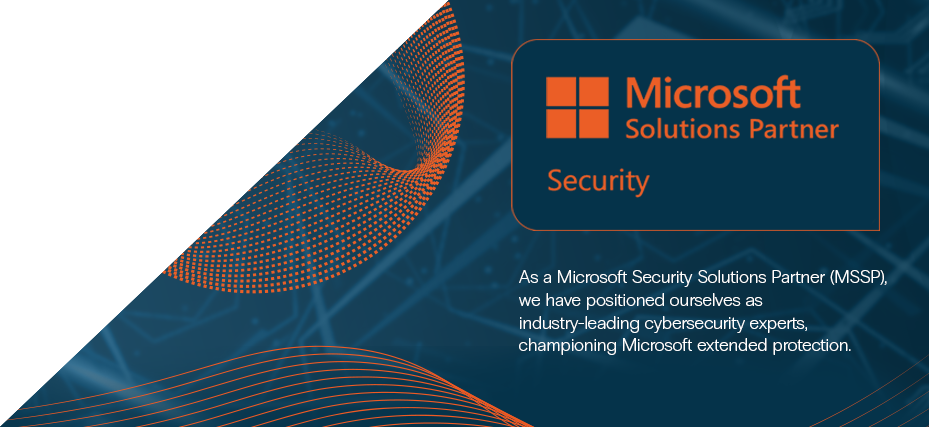 Microsoft
Solutions Partner
Security
As a Microsoft Security Solutions Partner (MSSP),
we have positioned ourselves as
industry-leading cybersecurity experts,
championing Microsoft extended protection.